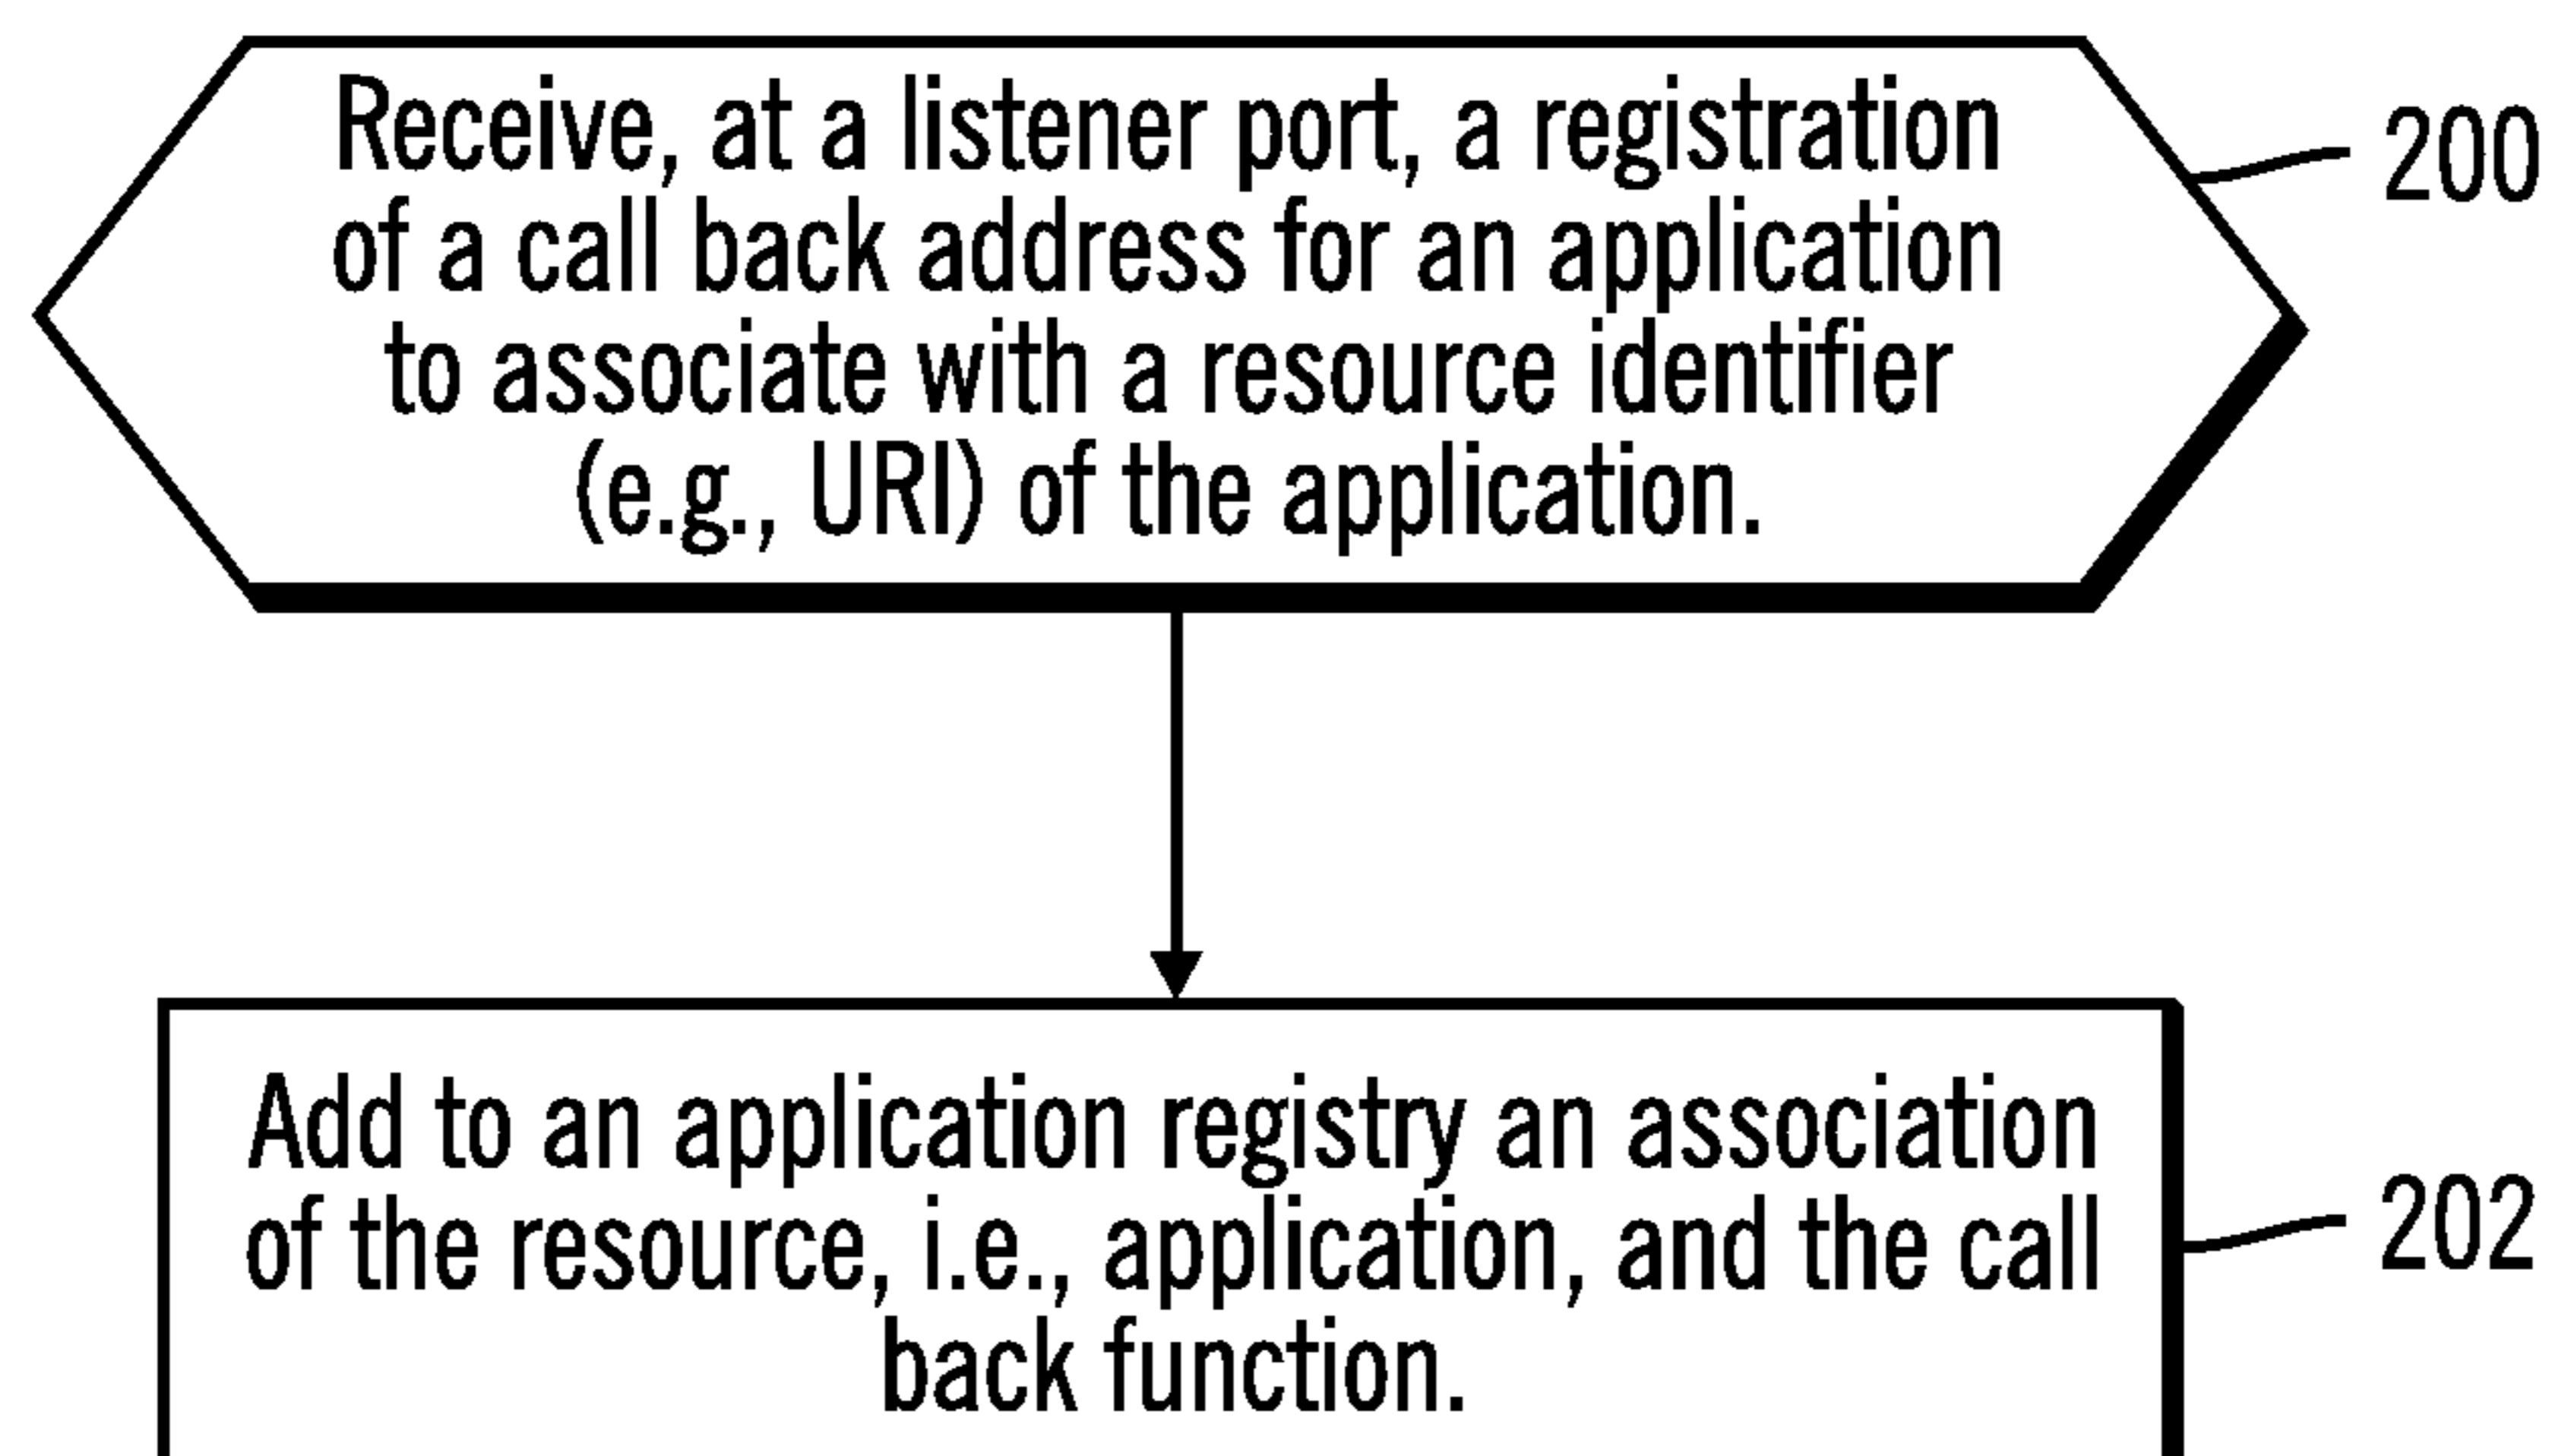 Receive, at a listener port, a registration
of a call back address for an application
to associate with a resource identifier
(e.g., URI) of the application.
200
Add to an application registry an association
of the resource, i.e., application, and the call
back function.
202